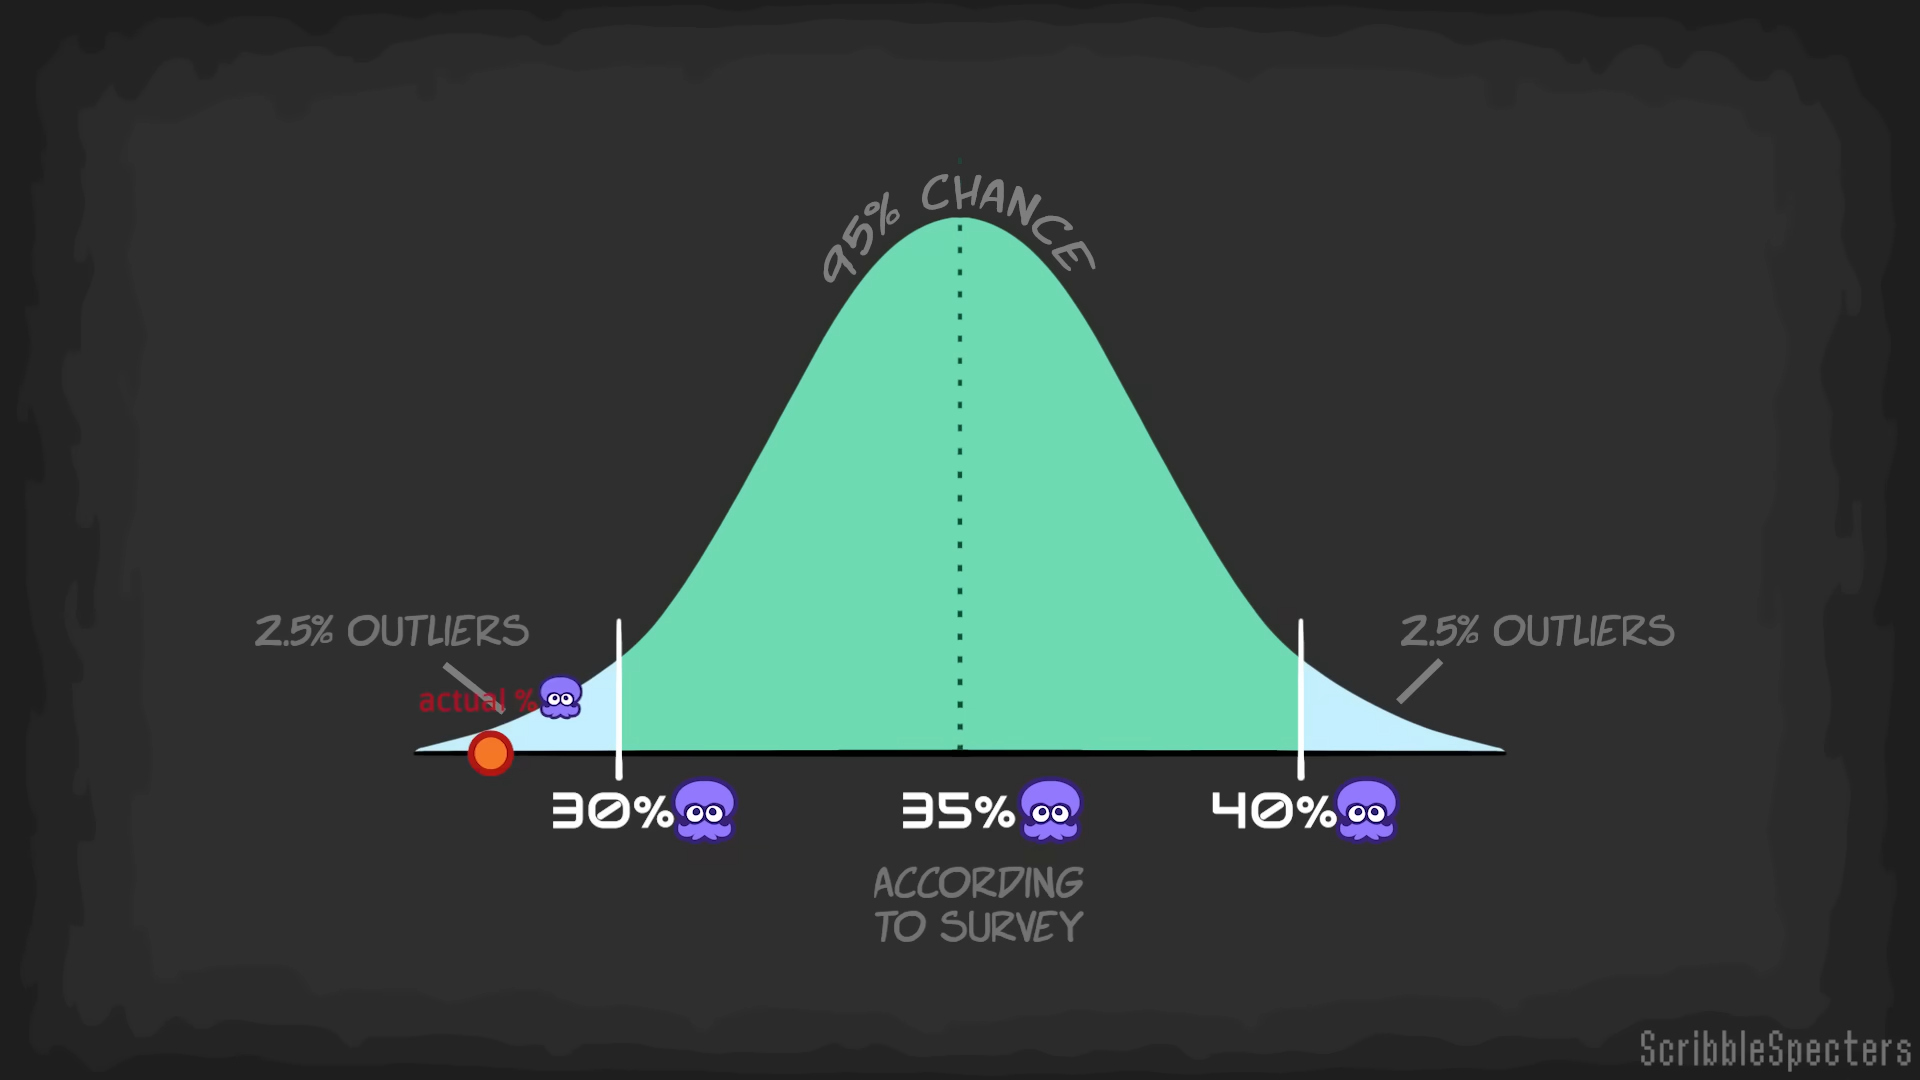 95% CHANCE
2.5% OUTLIERS
2.5% OUTLIERS
actual %
30%
35%
40%
ACCORDING
TO SURVEY
ScribbleSpecters